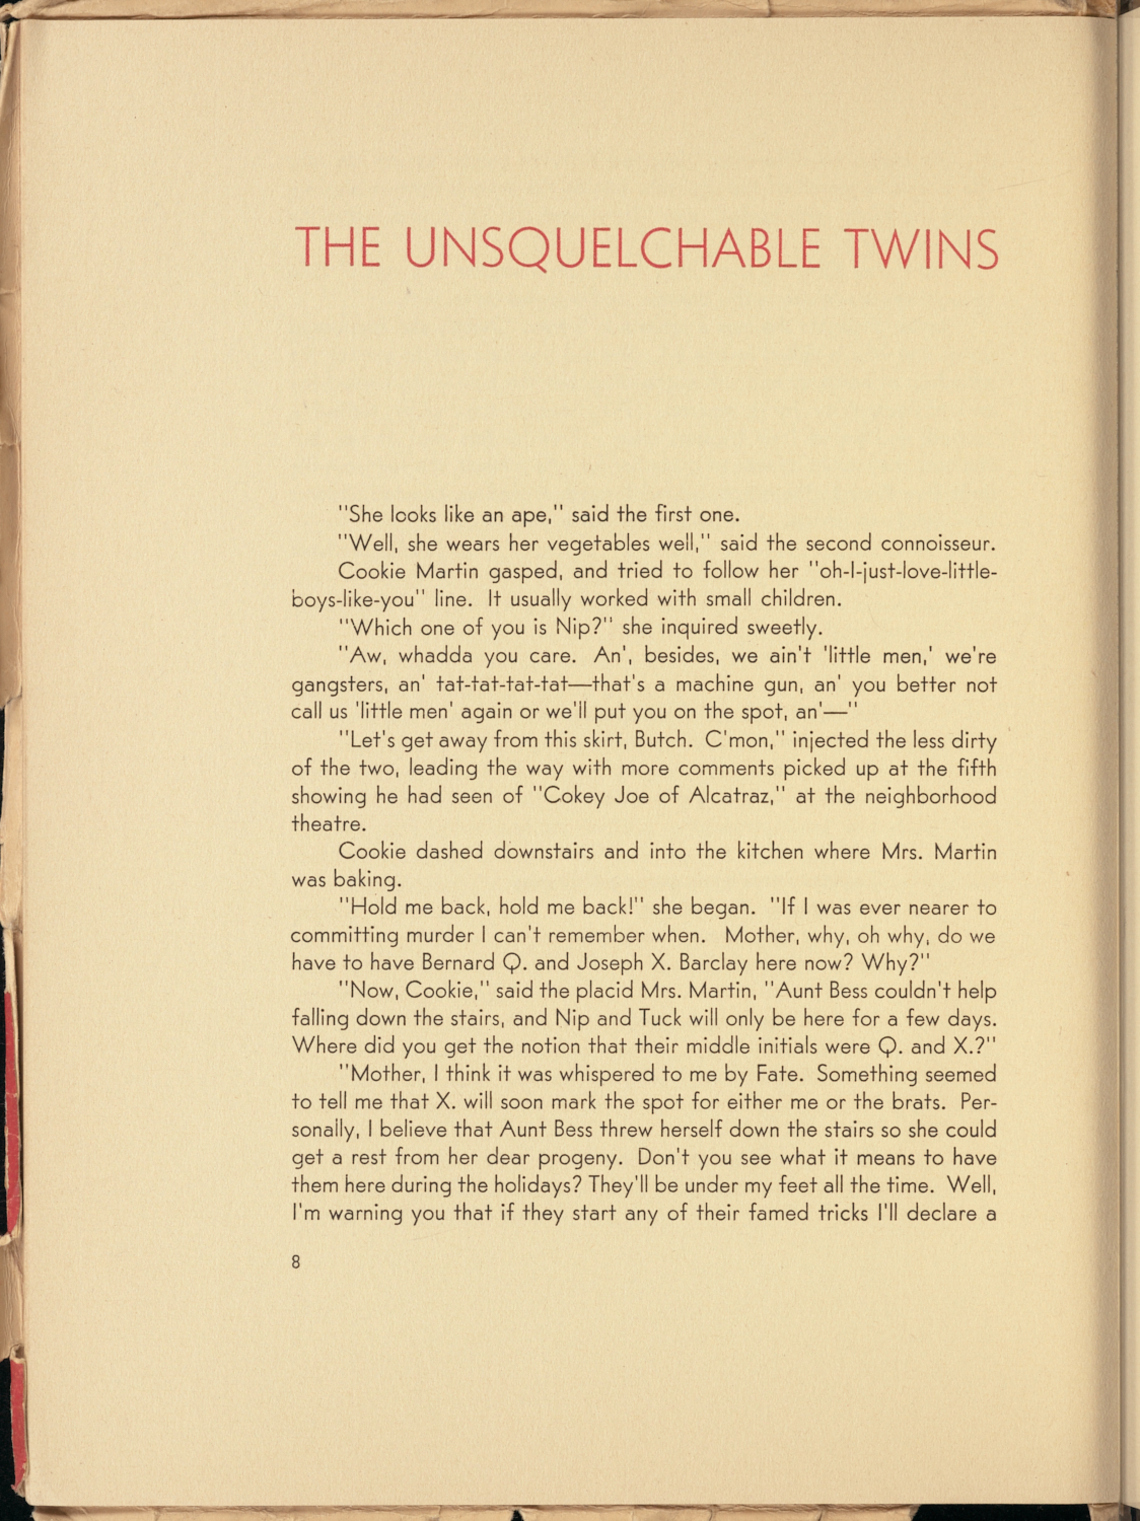 THE UNSQUELCHABLE TWINS
"She looks like an ape," said the first one.
"Well, she wears her vegetables well," said the second connoisseur.
Cookie Martin gasped, and tried to follow her "oh-I-just-love-little-
boys-like-you" line. It usually worked with small children.
"Which one of you is Nip?" she inquired sweetly.
"Aw, whadda you care. An', besides, we ain't 'little men,' we're
gangsters, an' tat-tat-tat-tat—that's a machine gun, an' you better not
call us 'little men' again or we'll put you on the spot, an'—"
"Let's get away from this skirt, Butch. C'mon," injected the less dirty
of the two, leading the way with more comments picked up at the fifth
showing he had seen of "Cokey Joe of Alcatraz," at the neighborhood
theatre.
Cookie dashed downstairs and into the kitchen where Mrs. Martin
was baking.
"Hold me back, hold me back!" she began. "If I was ever nearer to
committing murder I can't remember when. Mother, why, oh why, do we
have to have Bernard Q. and Joseph X. Barclay here now? Why?"
"Now, Cookie," said the placid Mrs. Martin, "Aunt Bess couldn't help
falling down the stairs, and Nip and Tuck will only be here for a few days.
Where did you get the notion that their middle initials were Q. and X.?"
"Mother, I think it was whispered to me by Fate. Something seemed
to tell me that X. will soon mark the spot for either me or the brats. Per-
sonally, I believe that Aunt Bess threw herself down the stairs so she could
get a rest from her dear progeny. Don't you see what it means to have
them here during the holidays? They'll be under my feet all the time. Well,
I'm warning you that if they start any of their famed tricks I'll declare a
8